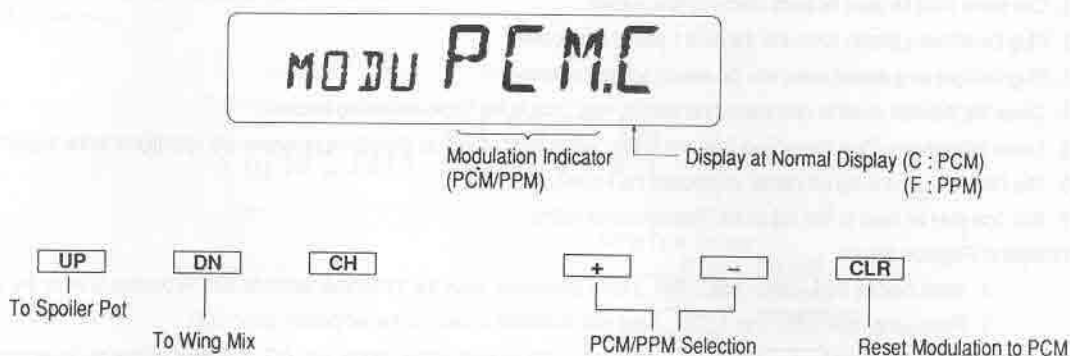 MODU PCM.C
Modulation Indicator
(PCM/PPM)
Display at Normal Display (C : PCM)
(F : PPM)
UP DN CH + – CLR
To Spoiler Pot
To Wing Mix
PCM/PPM Selection
Reset Modulation to PCM